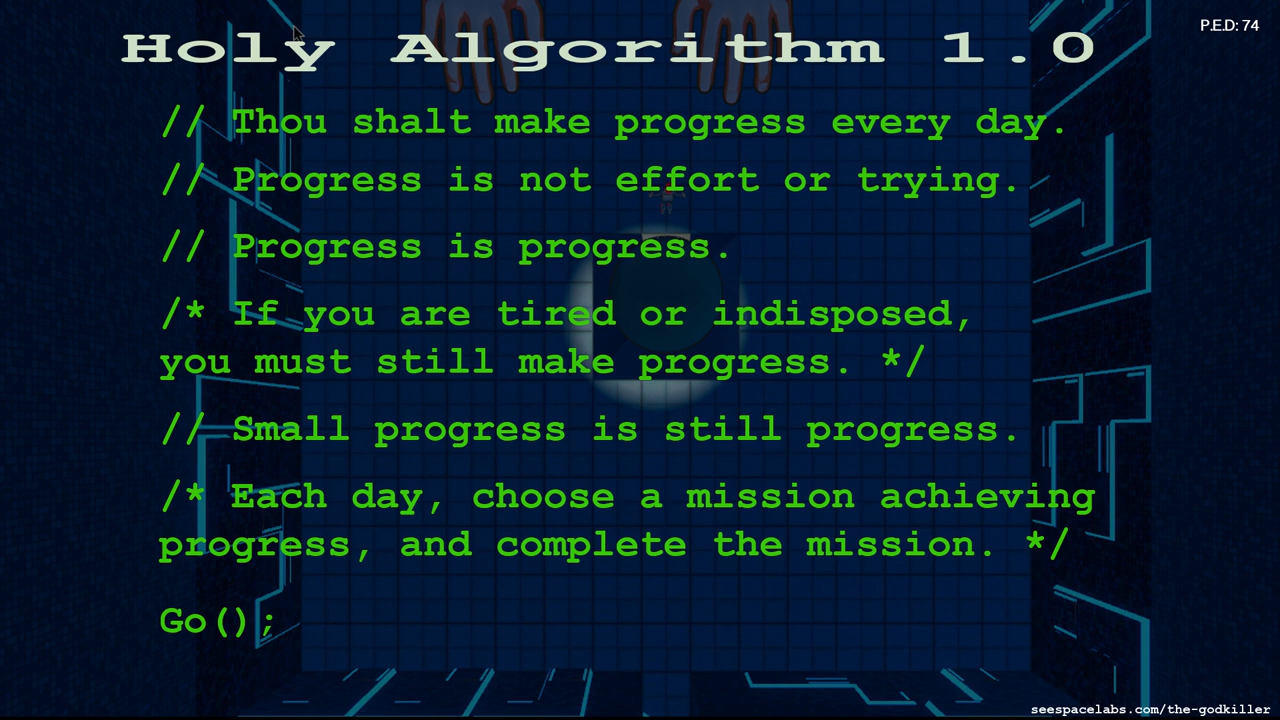 P.E.D: 74
Holy Algorithm 1.0
// Thou shalt make progress every day.
// Progress is not effort or trying.
// Progress is progress.
/* If you are tired or indisposed,
you must still make progress. */
// Small progress is still progress.
/* Each day, choose a mission achieving
progress, and complete the mission. */
Go();
seespacelabs.com/the-godkiller